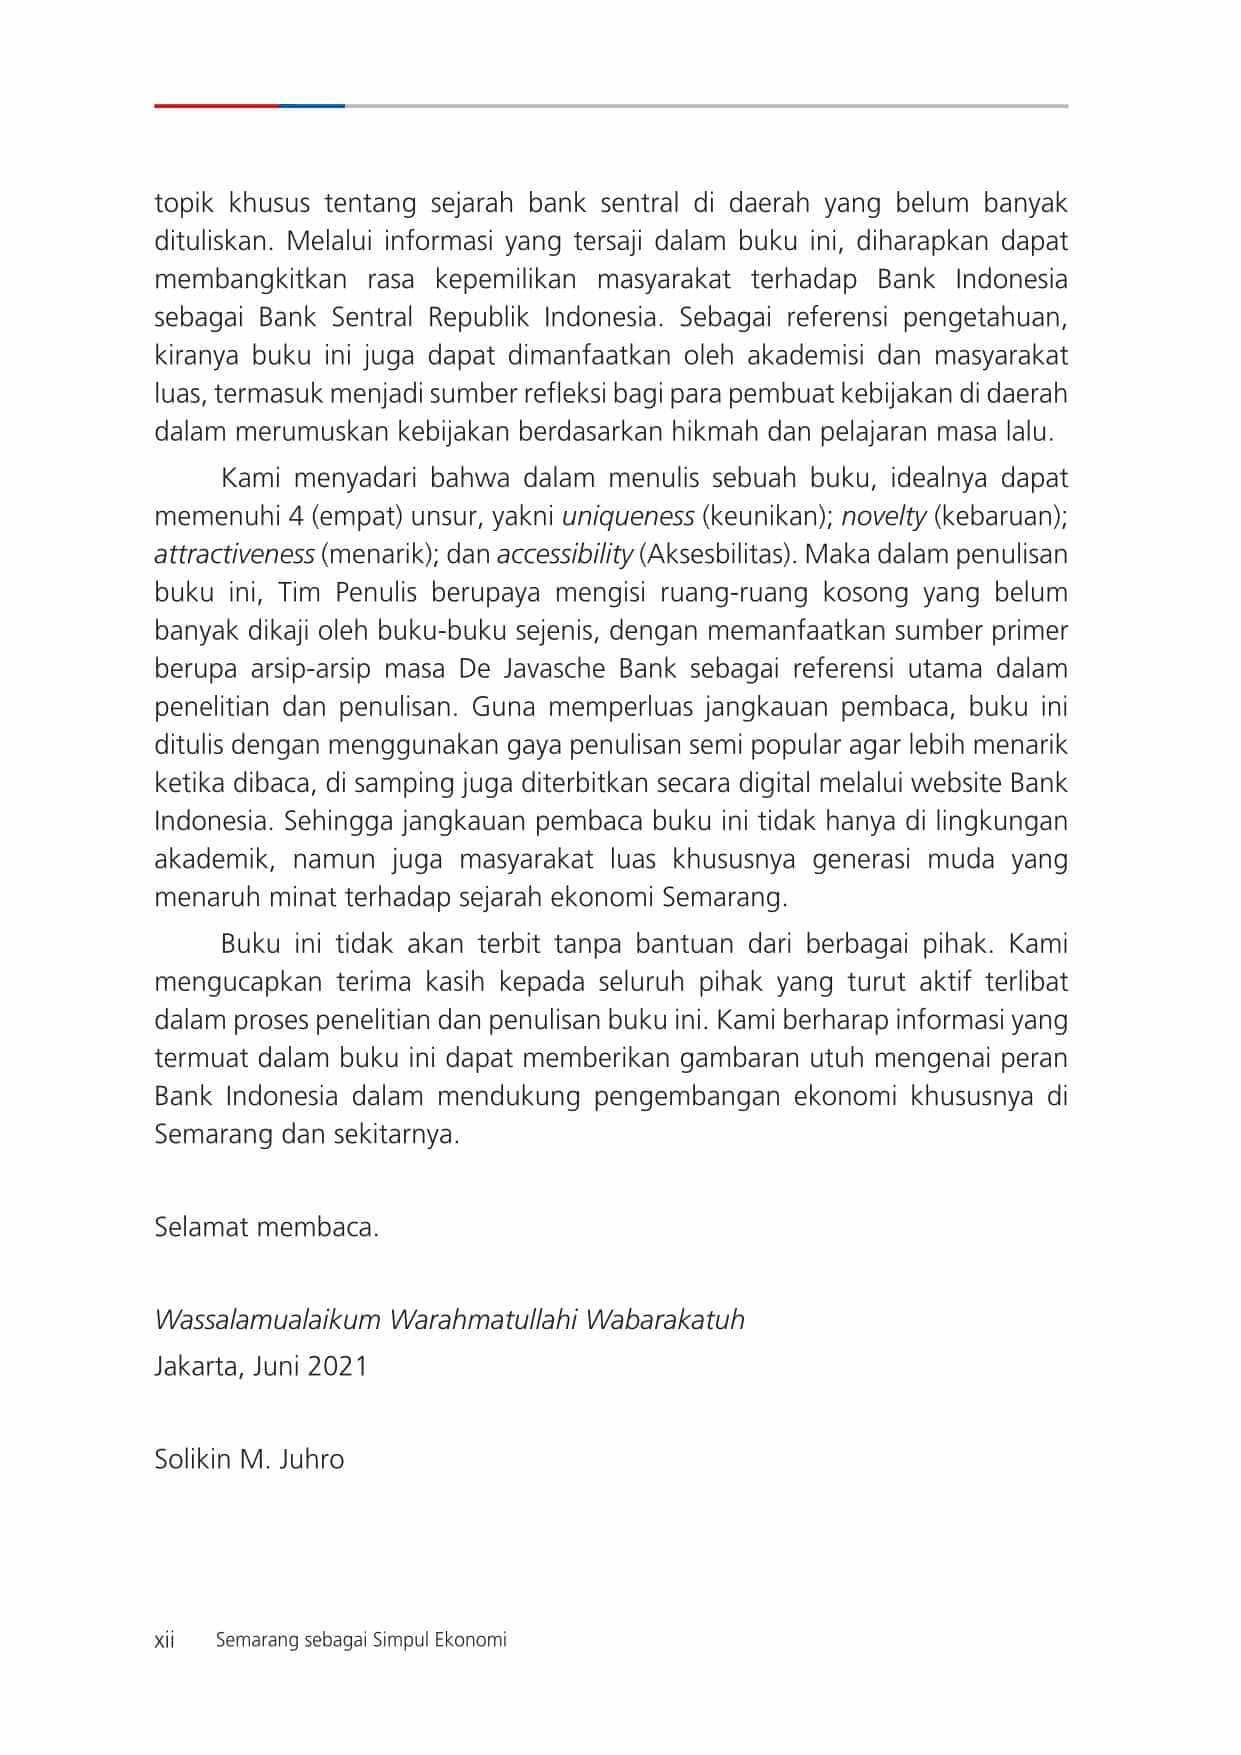 topik khusus tentang sejarah bank sentral di daerah yang belum banyak
dituliskan. Melalui informasi yang tersaji dalam buku ini, diharapkan dapat
membangkitkan rasa kepemilikan masyarakat terhadap Bank Indonesia
sebagai Bank Sentral Republik Indonesia. Sebagai referensi pengetahuan,
kiranya buku ini juga dapat dimanfaatkan oleh akademisi dan masyarakat
luas, termasuk menjadi sumber refleksi bagi para pembuat kebijakan di daerah
dalam merumuskan kebijakan berdasarkan hikmah dan pelajaran masa lalu.
Kami menyadari bahwa dalam menulis sebuah buku, idealnya dapat
memenuhi 4 (empat) unsur, yakni uniqueness (keunikan); novelty (kebaruan);
attractiveness (menarik); dan accessibility (Aksesbilitas). Maka dalam penulisan
buku ini, Tim Penulis berupaya mengisi ruang-ruang kosong yang belum
banyak dikaji oleh buku-buku sejenis, dengan memanfaatkan sumber primer
berupa arsip-arsip masa De Javasche Bank sebagai referensi utama dalam
penelitian dan penulisan. Guna memperluas jangkauan pembaca, buku ini
ditulis dengan menggunakan gaya penulisan semi popular agar lebih menarik
ketika dibaca, di samping juga diterbitkan secara digital melalui website Bank
Indonesia. Sehingga jangkauan pembaca buku ini tidak hanya di lingkungan
akademik, namun juga masyarakat luas khususnya generasi muda yang
menaruh minat terhadap sejarah ekonomi Semarang.
Buku ini tidak akan terbit tanpa bantuan dari berbagai pihak. Kami
mengucapkan terima kasih kepada seluruh pihak yang turut aktif terlibat
dalam proses penelitian dan penulisan buku ini. Kami berharap informasi yang
termuat dalam buku ini dapat memberikan gambaran utuh mengenai peran
Bank Indonesia dalam mendukung pengembangan ekonomi khususnya di
Semarang dan sekitarnya.
Selamat membaca.
Wassalamualaikum Warahmatullahi Wabarakatuh
Jakarta, Juni 2021
Solikin M. Juhro
xii Semarang sebagai Simpul Ekonomi